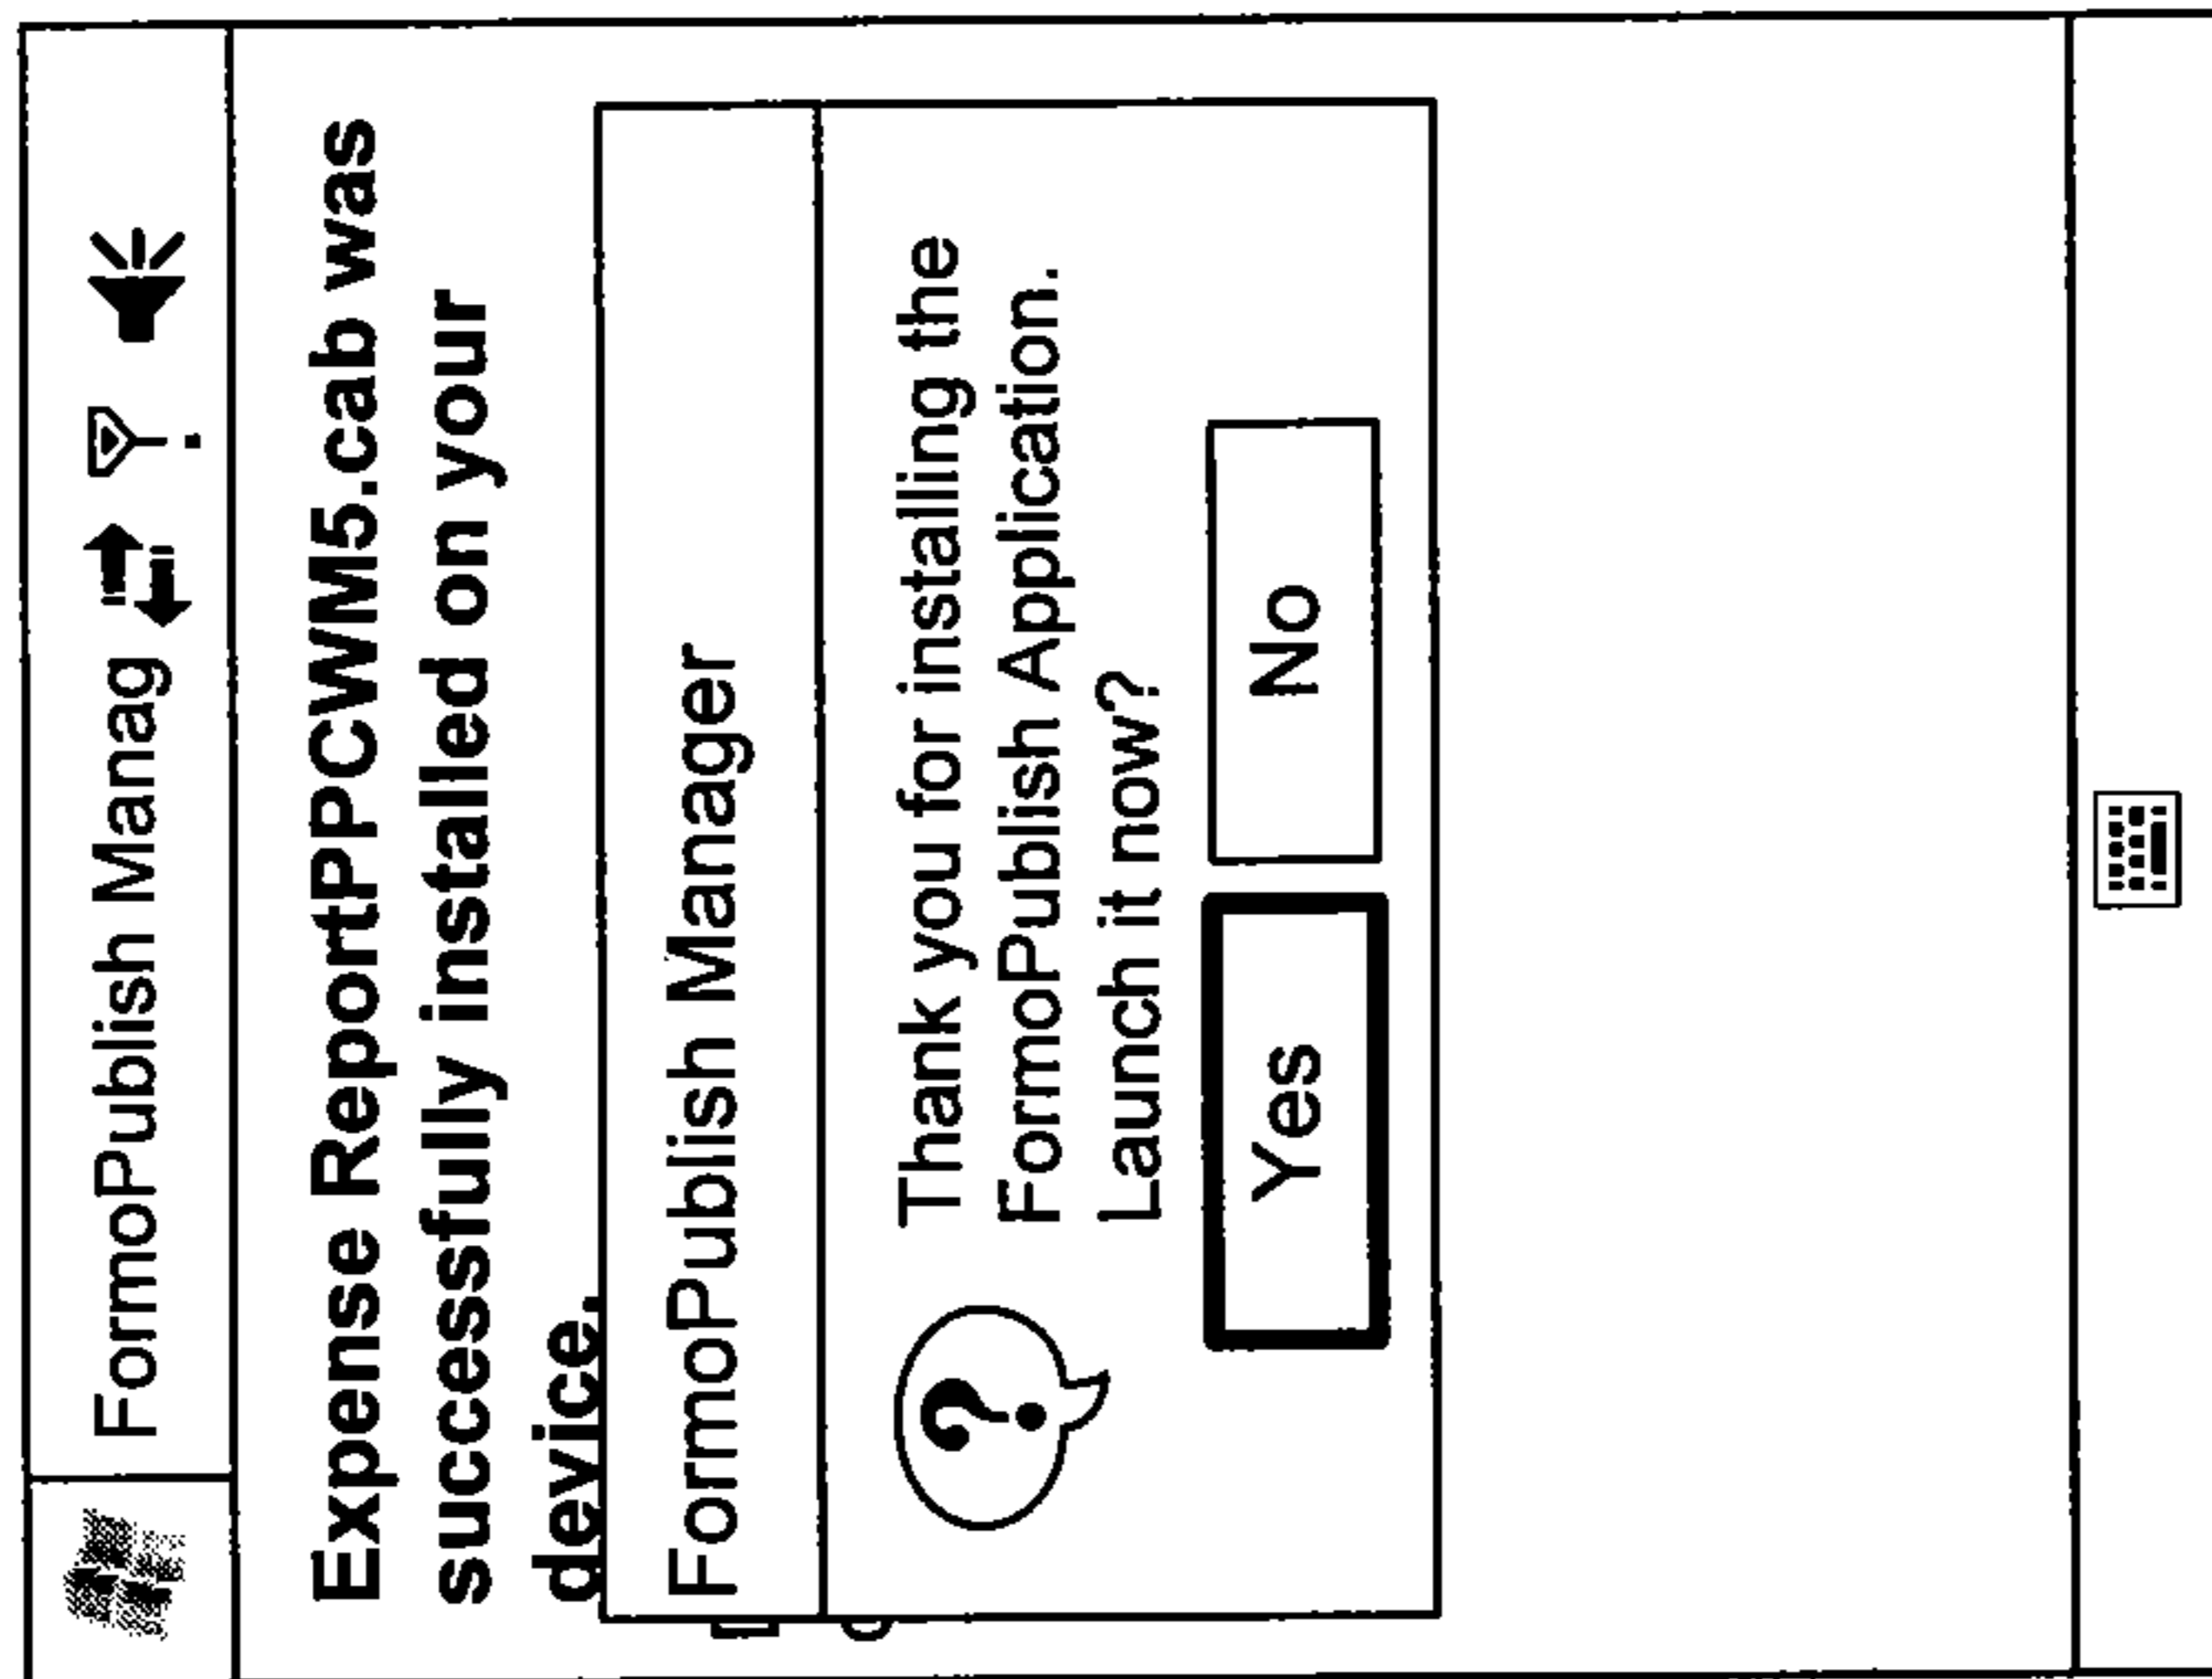 FormoPublish Manag
Expense ReportPPCWM5.cab was
successfully installed on your
device.
FormoPublish Manager
Thank you for installing the
FormoPublish Application.
Launch it now?
Yes No